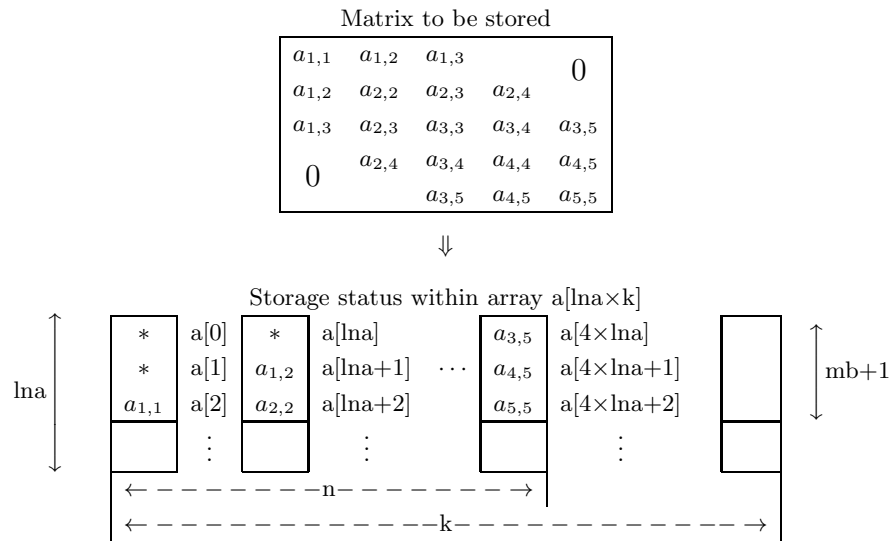 Matrix to be stored
a1,1 a1,2 a1,3 0
a1,2 a2,2 a2,3 a2,4
a1,3 a2,3 a3,3 a3,4 a3,5
0 a2,4 a3,4 a4,4 a4,5
a3,5 a4,5 a5,5
⇓
Storage status within array a[lna×k]
∗ a[0] ∗ a[lna] a3,5 a[4×lna]
lna ∗ a[1] a1,2 a[lna+1] ⋯ a4,5 a[4×lna+1] mb+1
a1,1 a[2] a2,2 a[lna+2] a5,5 a[4×lna+2]
⋮ ⋮ ⋮
n
k